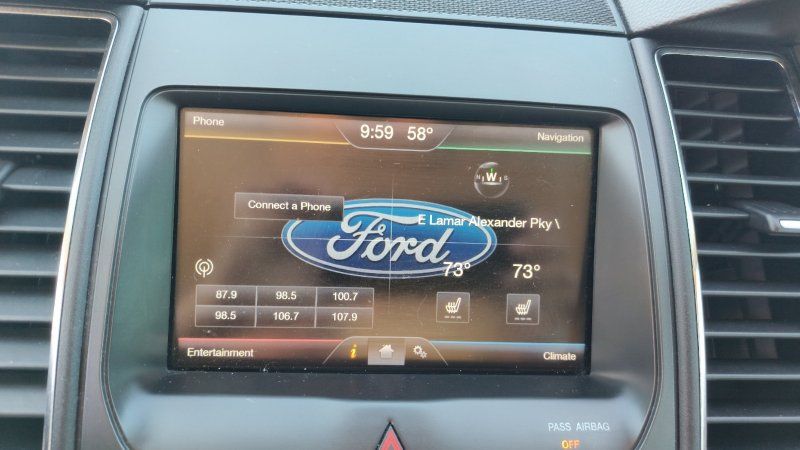 Phone
9:59 58°
Navigation
N W S
Connect a Phone
E Lamar Alexander Pky \
Ford
73° 73°
87.9 98.5 100.7
98.5 106.7 107.9
Entertainment
i
Climate
PASS AIRBAG
OFF